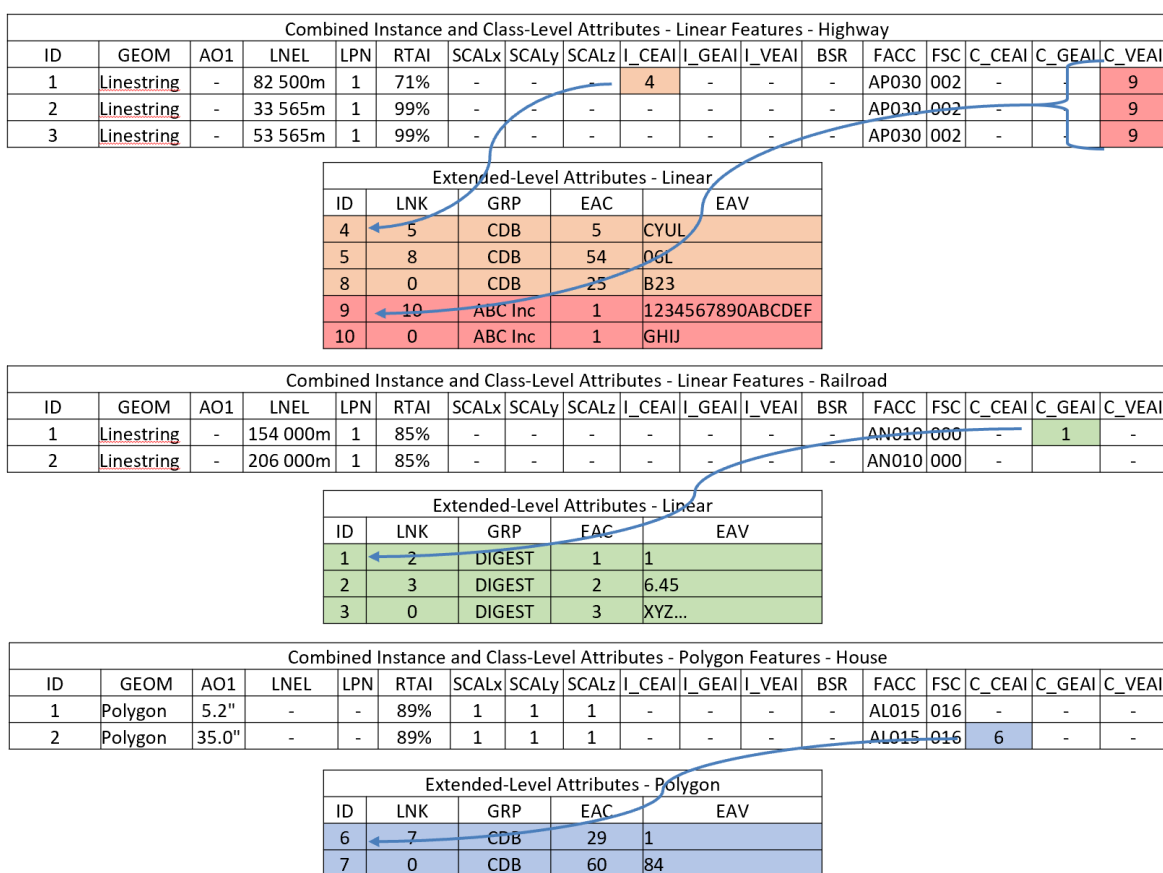 Combined Instance and Class-Level Attributes - Linear Features - Highway
ID GEOM AO1 LNEL LPN RTAI SCALx SCALy SCALz I_CEAI I_GEAI I_VEAI BSR FACC FSC C_CEAI C_GEAI C_VEAI
1 Linestring - 82 500m 1 71% - - - 4 - - - AP030 002 - - 9
2 Linestring - 33 565m 1 99% - - - - - - - AP030 002 - - 9
3 Linestring - 53 565m 1 99% - - - - - - - AP030 002 - - 9
Extended-Level Attributes - Linear
ID LNK GRP EAC EAV
4 5 CDB 5 CYUL
5 8 CDB 54 06L
8 0 CDB 25 B23
9 10 ABC Inc 1 1234567890ABCDEF
10 0 ABC Inc 1 GHIJ
Combined Instance and Class-Level Attributes - Linear Features - Railroad
ID GEOM AO1 LNEL LPN RTAI SCALx SCALy SCALz I_CEAI I_GEAI I_VEAI BSR FACC FSC C_CEAI C_GEAI C_VEAI
1 Linestring - 154 000m 1 85% - - - - - - - AN010 000 - 1 -
2 Linestring - 206 000m 1 85% - - - - - - - AN010 000 - -
Extended-Level Attributes - Linear
ID LNK GRP EAC EAV
1 2 DIGEST 1 1
2 3 DIGEST 2 6.45
3 0 DIGEST 3 XYZ...
Combined Instance and Class-Level Attributes - Polygon Features - House
ID GEOM AO1 LNEL LPN RTAI SCALx SCALy SCALz I_CEAI I_GEAI I_VEAI BSR FACC FSC C_CEAI C_GEAI C_VEAI
1 Polygon 5.2" - - 89% 1 1 1 - - - - AL015 016 - - -
2 Polygon 35.0" - - 89% 1 1 1 - - - - AL015 016 6 - -
Extended-Level Attributes - Polygon
ID LNK GRP EAC EAV
6 7 CDB 29 1
7 0 CDB 60 84